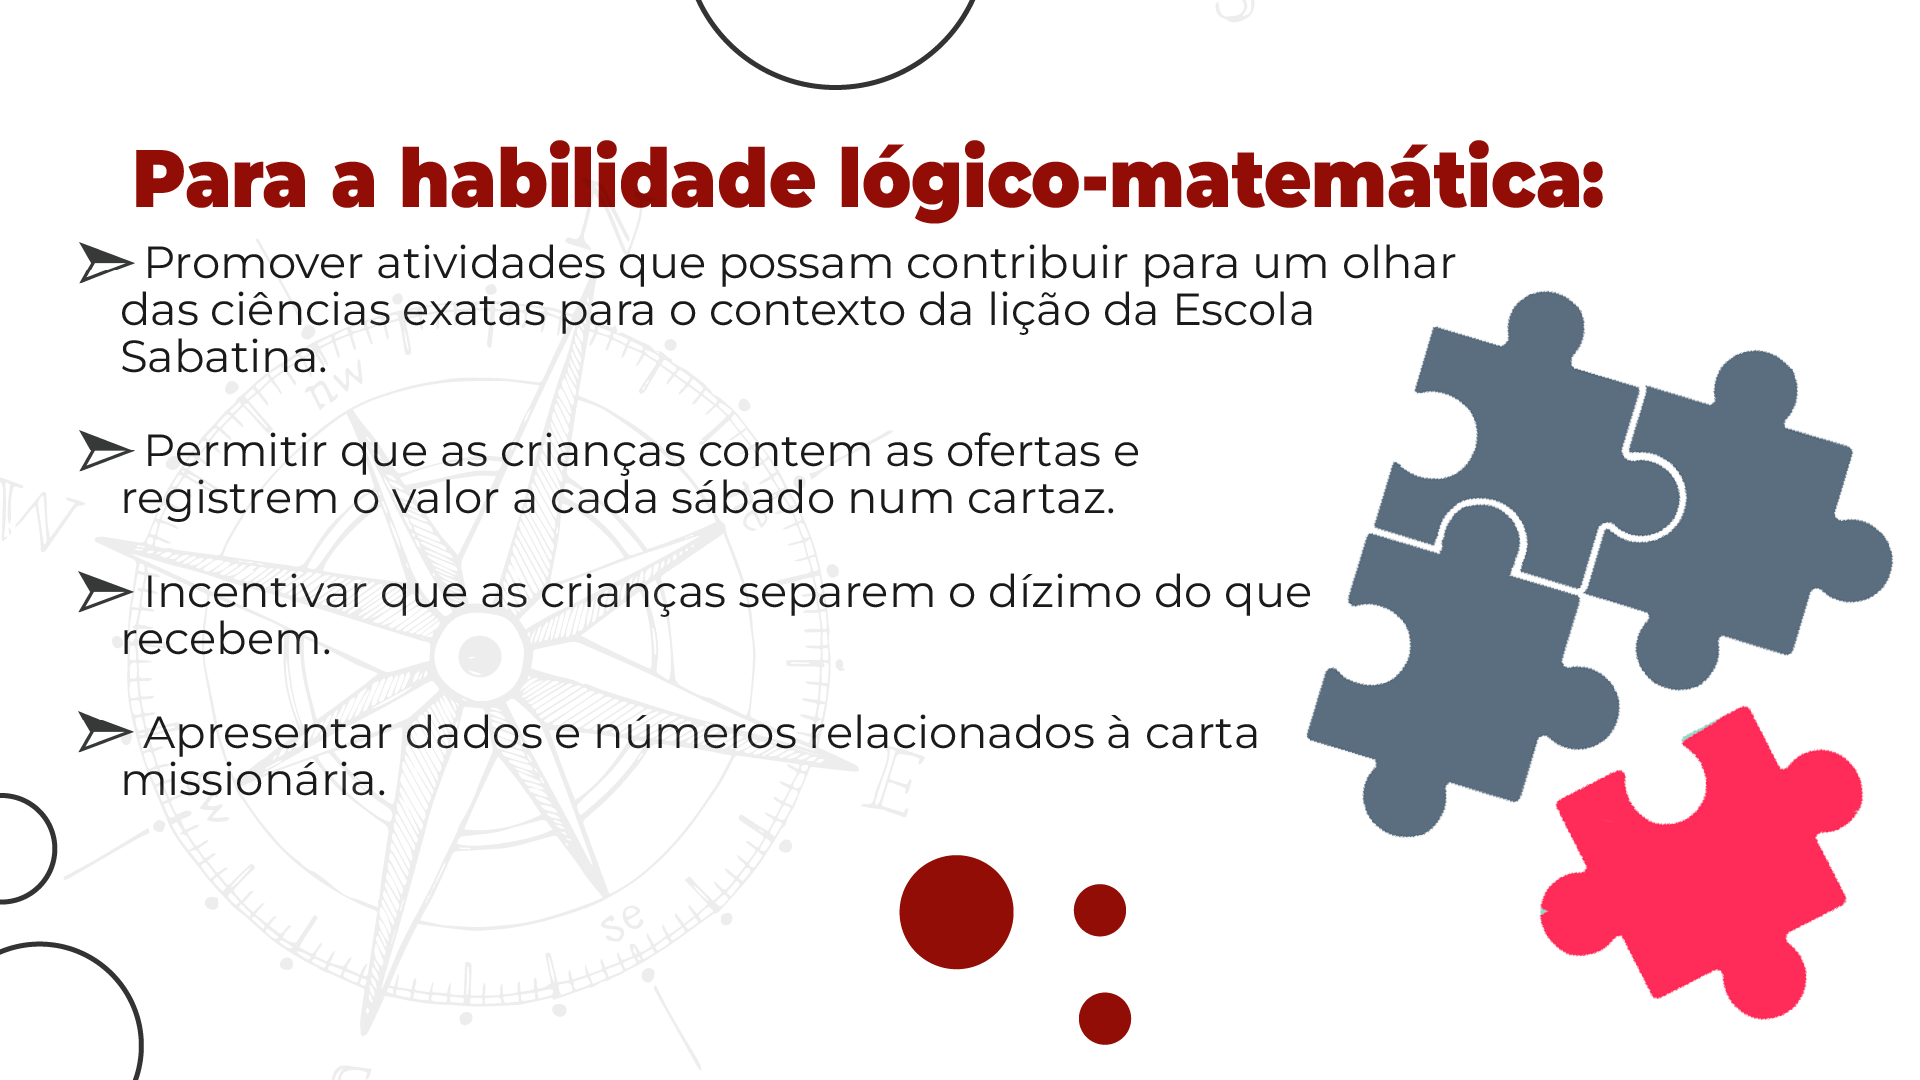 Para a habilidade lógico-matemática:
Promover atividades que possam contribuir para um olhar
das ciências exatas para o contexto da lição da Escola
Sabatina.
Permitir que as crianças contem as ofertas e
registrem o valor a cada sábado num cartaz.
Incentivar que as crianças separem o dízimo do que
recebem.
Apresentar dados e números relacionados à carta
missionária.
N
nw
W
E
se